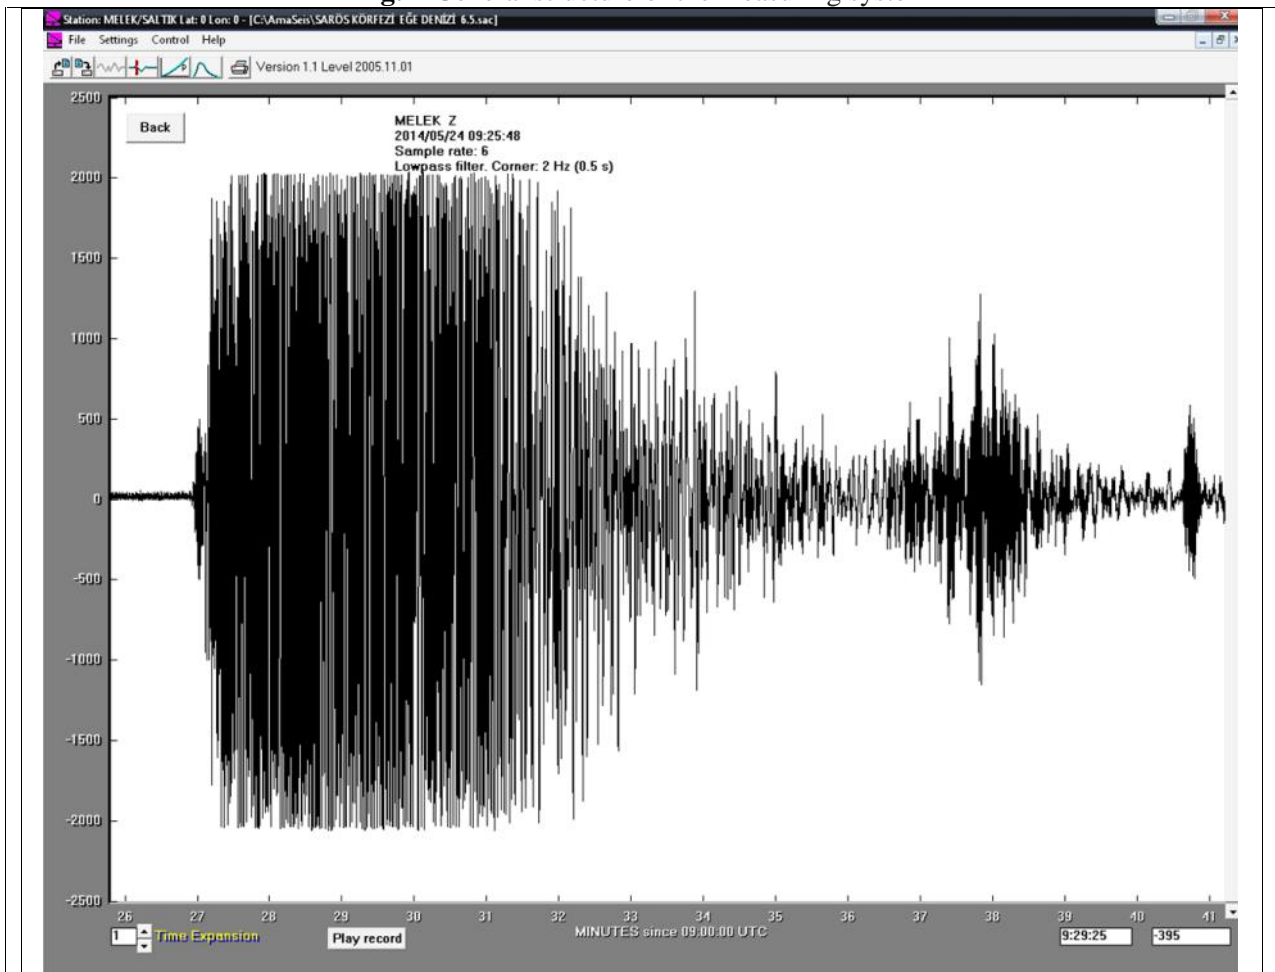 Station: MELEK/SALTIK Lat: 0 Lon: 0 - [C:\AmaSeis\SARÖS KÖRFEZİ EĞE DENİZİ 6.5.sac]
File Settings Control Help
Version 1.1 Level 2005.11.01
Back
MELEK Z
2014/05/24 09:25:48
Sample rate: 6
Lowpass filter. Corner: 2 Hz (0.5 s)
2500
2000
1500
1000
500
0
-500
-1000
-1500
-2000
-2500
26 27 28 29 30 31 32 33 34 35 36 37 38 39 40 41
MINUTES since 09:00:00 UTC
1 Time Expansion Play record 9:29:25 -395